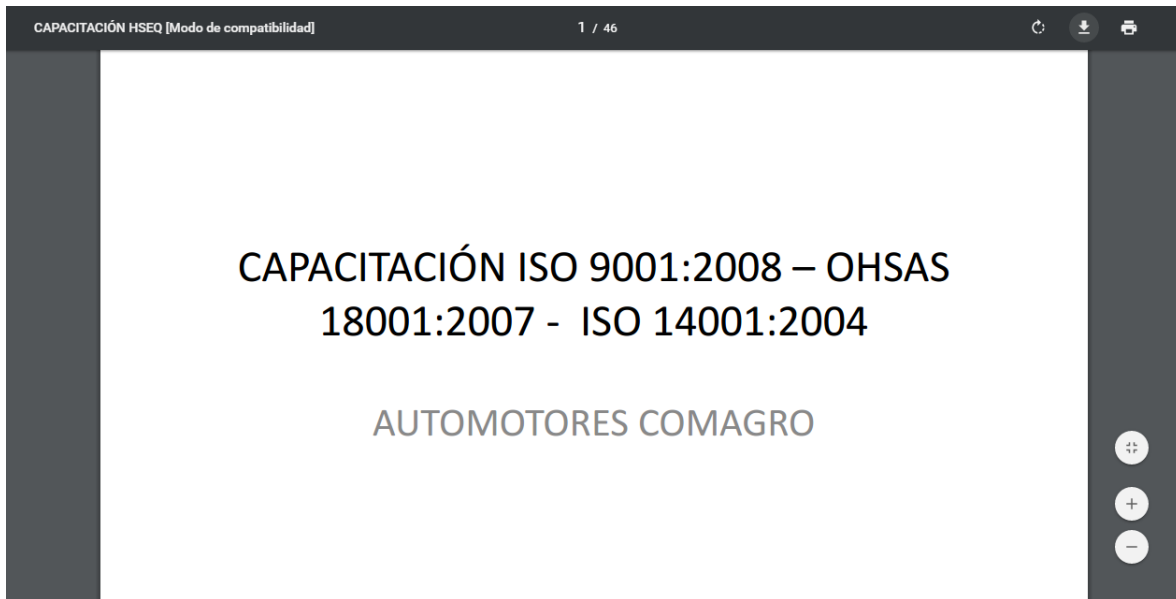 CAPACITACIÓN HSEQ [Modo de compatibilidad]
1 / 46
CAPACITACIÓN ISO 9001:2008 – OHSAS
18001:2007 - ISO 14001:2004
AUTOMOTORES COMAGRO